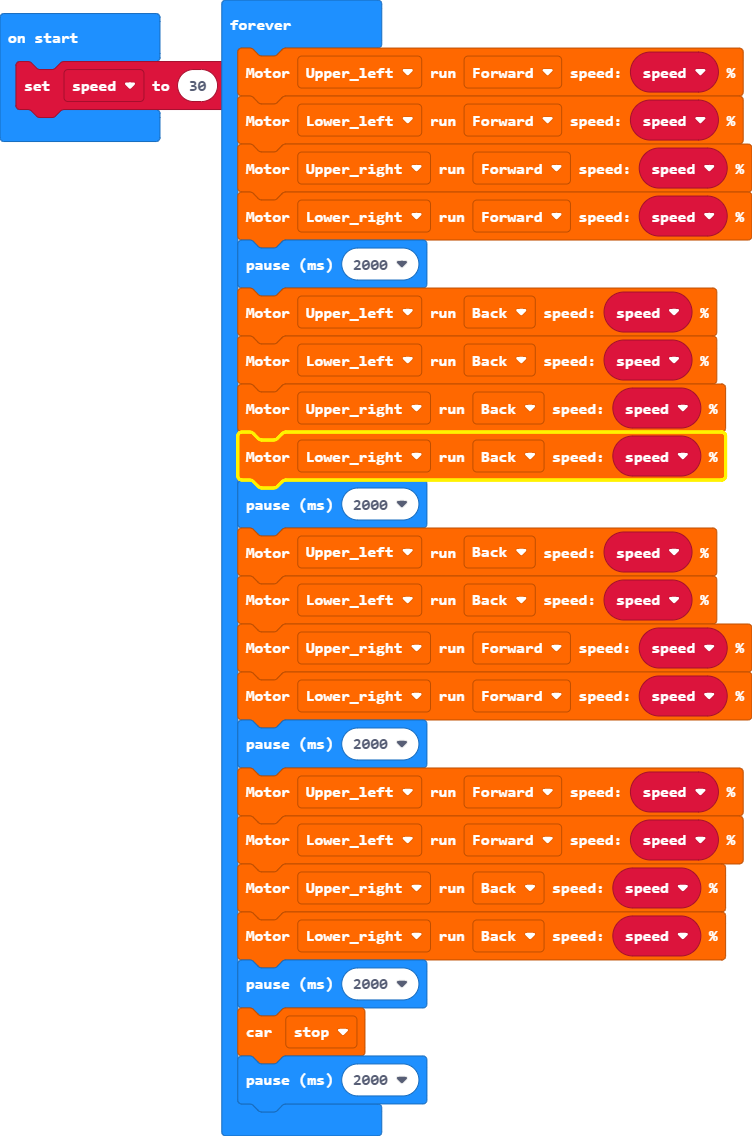 on start
set speed to 30
forever
Motor Upper_left run Forward speed: speed %
Motor Lower_left run Forward speed: speed %
Motor Upper_right run Forward speed: speed %
Motor Lower_right run Forward speed: speed %
pause (ms) 2000
Motor Upper_left run Back speed: speed %
Motor Lower_left run Back speed: speed %
Motor Upper_right run Back speed: speed %
Motor Lower_right run Back speed: speed %
pause (ms) 2000
Motor Upper_left run Back speed: speed %
Motor Lower_left run Back speed: speed %
Motor Upper_right run Forward speed: speed %
Motor Lower_right run Forward speed: speed %
pause (ms) 2000
Motor Upper_left run Forward speed: speed %
Motor Lower_left run Forward speed: speed %
Motor Upper_right run Back speed: speed %
Motor Lower_right run Back speed: speed %
pause (ms) 2000
car stop
pause (ms) 2000